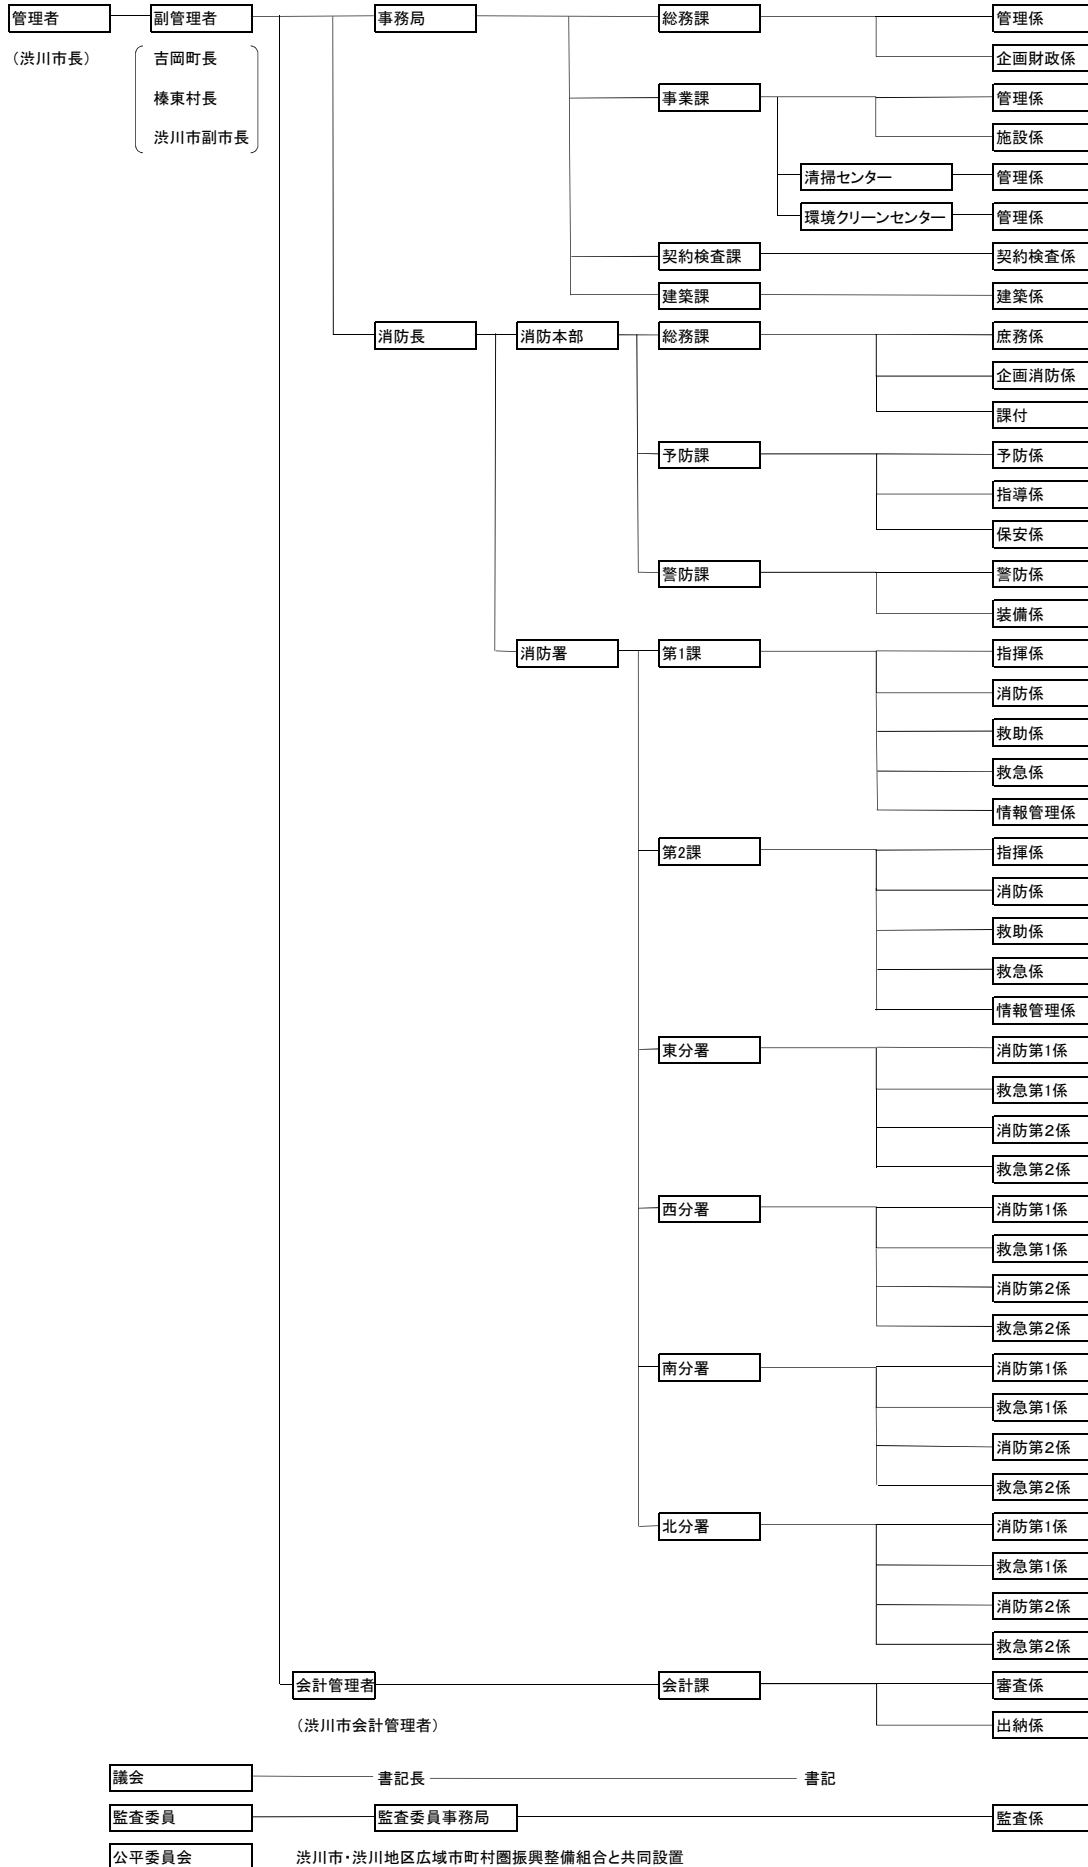 管理者 副管理者 事務局 総務課 管理係
（渋川市長） 吉岡町長 企画財政係
榛東村長 事業課 管理係
渋川市副市長 施設係
清掃センター 管理係
環境クリーンセンター 管理係
契約検査課 契約検査係
建築課 建築係
消防長 消防本部 総務課 庶務係
企画消防係
課付
予防課 予防係
指導係
保安係
警防課 警防係
装備係
消防署 第1課 指揮係
消防係
救助係
救急係
情報管理係
第2課 指揮係
消防係
救助係
救急係
情報管理係
東分署 消防第1係
救急第1係
消防第２係
救急第２係
西分署 消防第1係
救急第1係
消防第２係
救急第２係
南分署 消防第1係
救急第1係
消防第２係
救急第２係
北分署 消防第1係
救急第1係
消防第２係
救急第２係
会計管理者 会計課 審査係
（渋川市会計管理者） 出納係
議会 書記長 書記
監査委員 監査委員事務局 監査係
公平委員会 渋川市・渋川地区広域市町村圏振興整備組合と共同設置